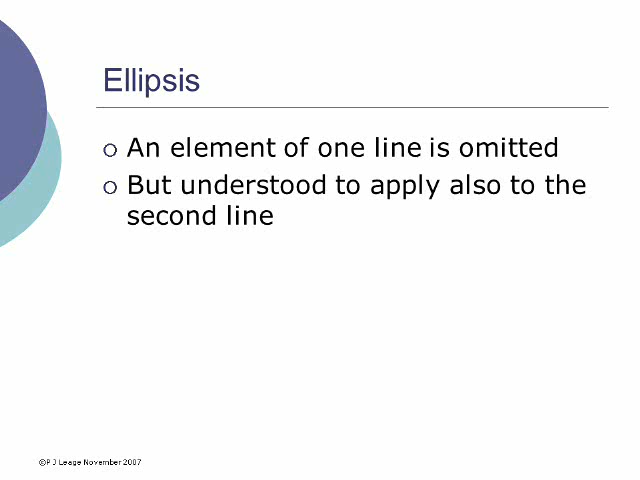 Ellipsis
An element of one line is omitted
But understood to apply also to the
second line
©P J Leage November 2007